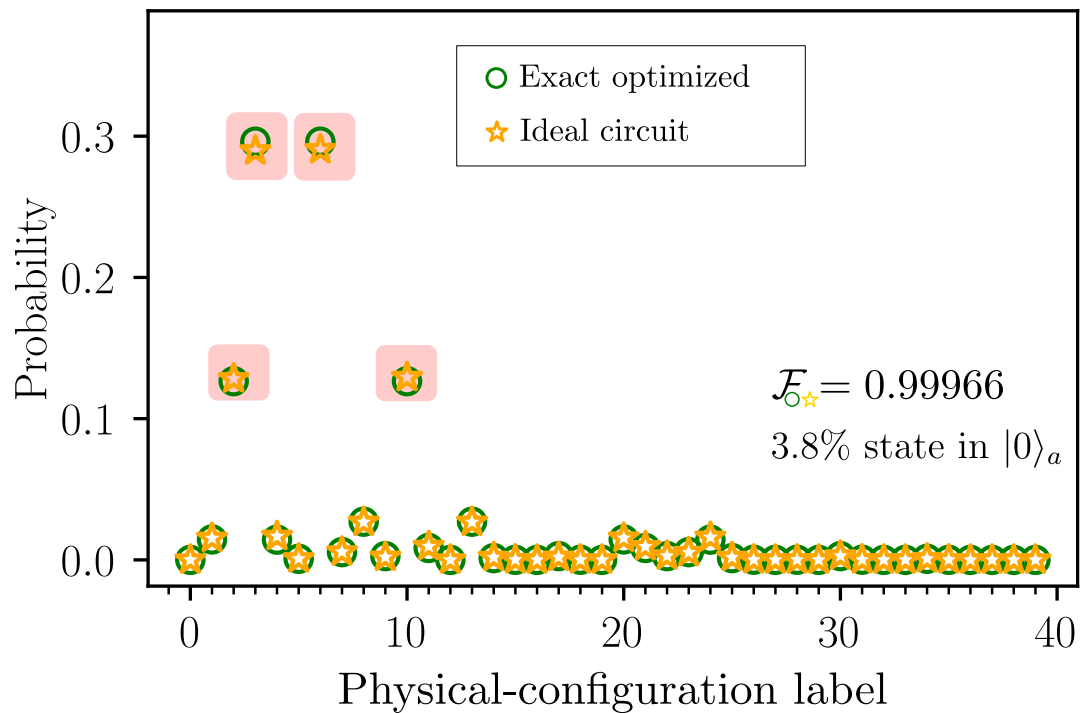 Exact optimized
Ideal circuit
Probability
0.3
0.2
0.1
0.0
ℱ○☆ = 0.99966
3.8% state in |0⟩ₐ
0 10 20 30 40
Physical-configuration label